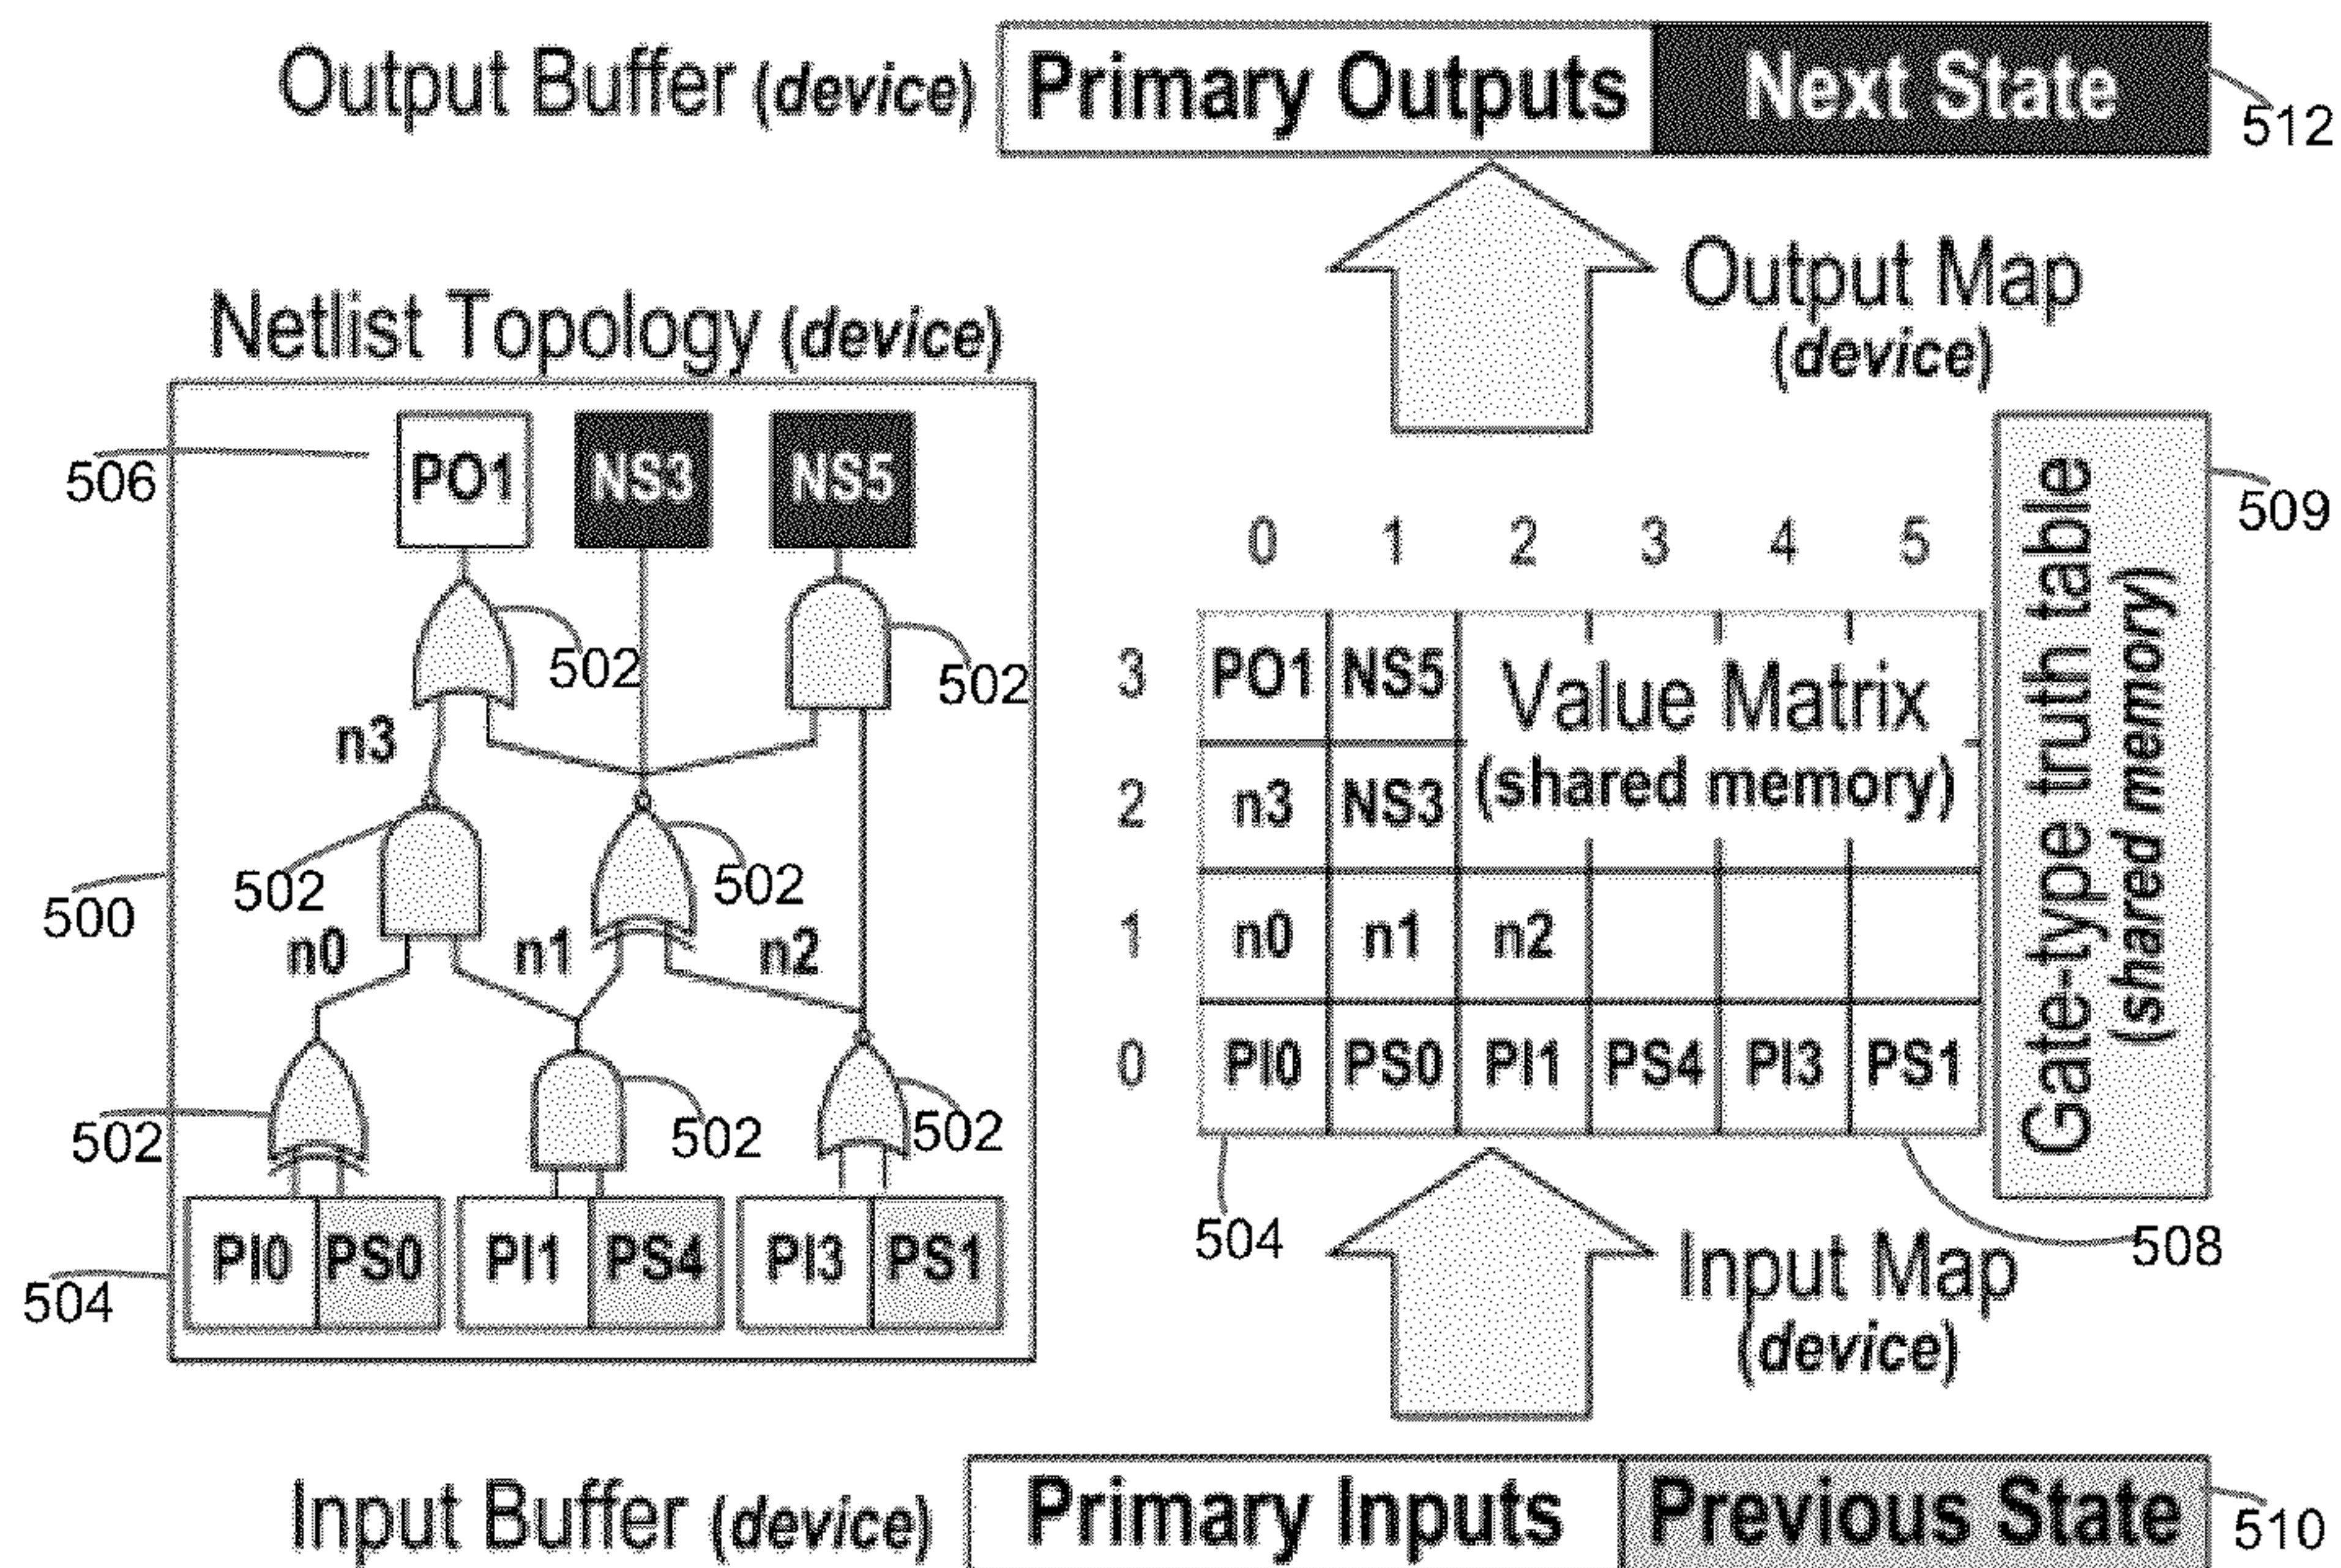 Output Buffer (device) Primary Outputs Next State
512
Netlist Topology (device)
Output Map
(device)
506
PO1 NS3 NS5
502
502
n3
502
502
500
n0 n1 n2
502
502
502
PI0 PS0 PI1 PS4 PI3 PS1
504
0 1 2 3 4 5
3 PO1 NS5
Value Matrix
(shared memory)
2 n3 NS3
1 n0 n1 n2
0 PI0 PS0 PI1 PS4 PI3 PS1
Gate-type truth table
(shared memory)
509
504
508
Input Map
(device)
Input Buffer (device) Primary Inputs Previous State
510